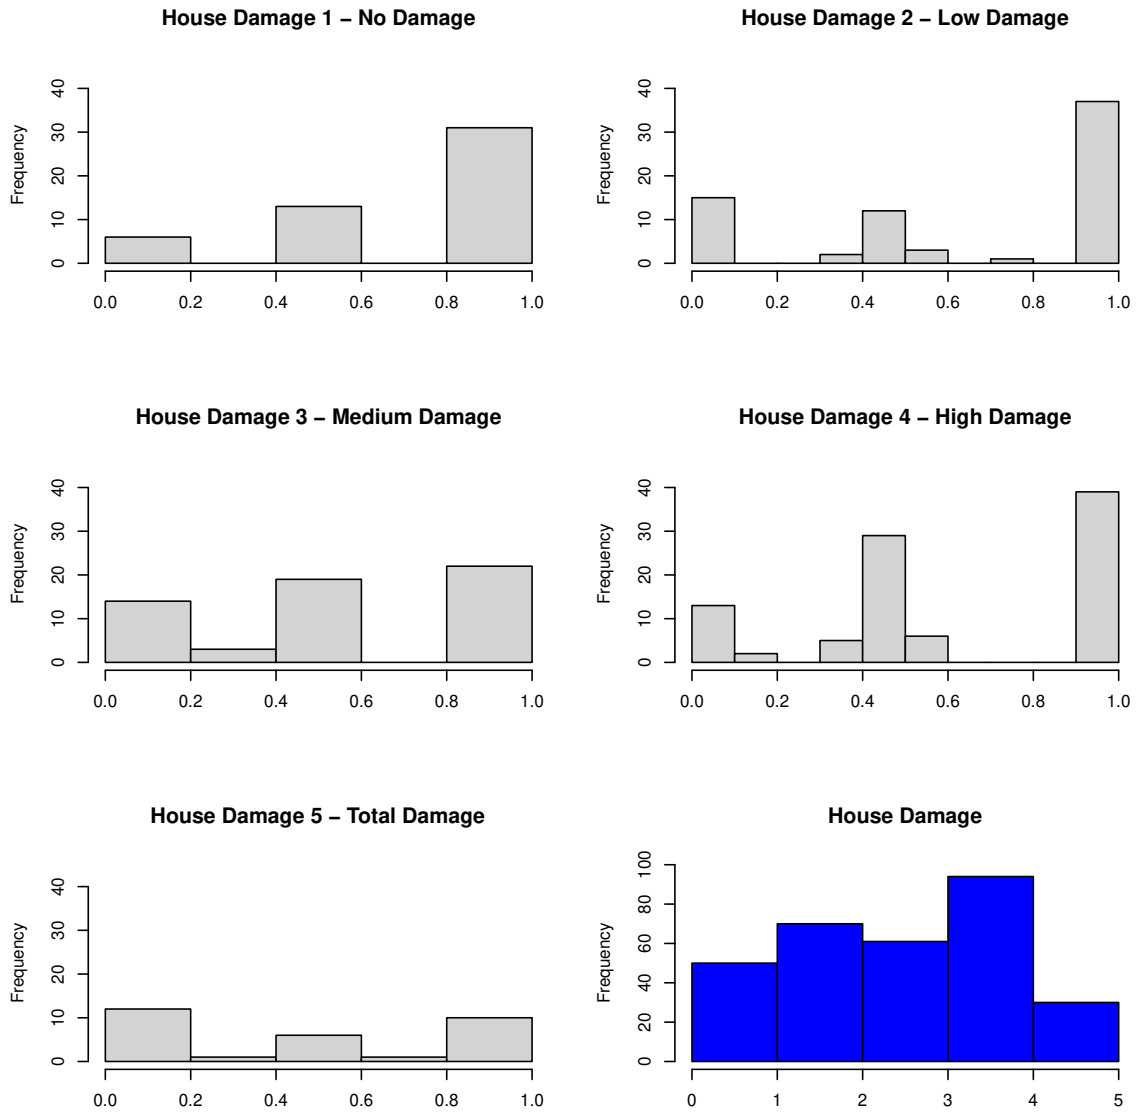 House Damage 1 − No Damage
Frequency
0 10 20 30 40
0.0 0.2 0.4 0.6 0.8 1.0
House Damage 2 − Low Damage
Frequency
0 10 20 30 40
0.0 0.2 0.4 0.6 0.8 1.0
House Damage 3 − Medium Damage
Frequency
0 10 20 30 40
0.0 0.2 0.4 0.6 0.8 1.0
House Damage 4 − High Damage
Frequency
0 10 20 30 40
0.0 0.2 0.4 0.6 0.8 1.0
House Damage 5 − Total Damage
Frequency
0 10 20 30 40
0.0 0.2 0.4 0.6 0.8 1.0
House Damage
Frequency
0 20 40 60 80 100
0 1 2 3 4 5